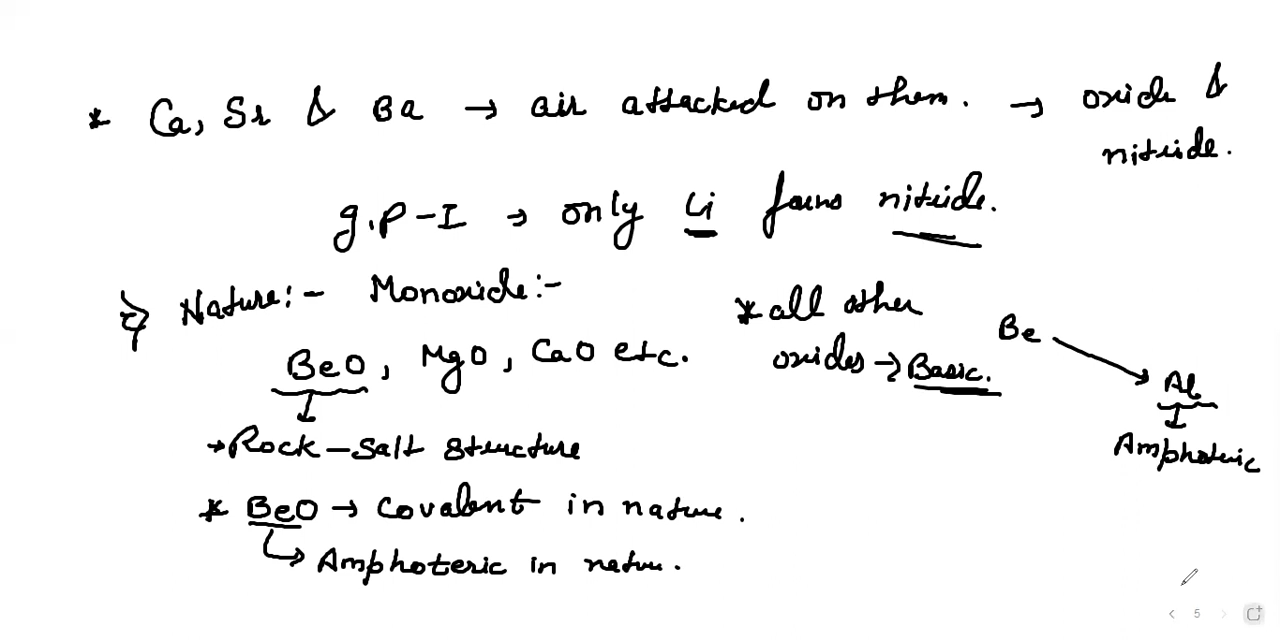 * Ca, Sr & Ba → air attacked on them. → oxide &
nitride.
g.P-I → only Li forms nitride.
⇒ Nature:- Monoxide:-
BeO, MgO, CaO etc.
* all other
oxides → Basic.
Be
Al
Amphoteric
→ Rock-salt structure
* BeO → Covalent in nature.
Amphoteric in nature.
5